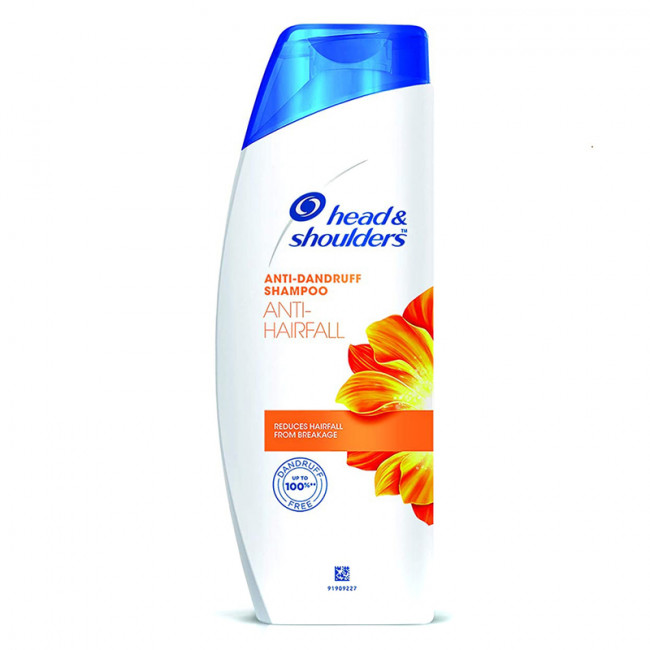 head &
shoulders™
ANTI-DANDRUFF
SHAMPOO
ANTI-
HAIRFALL
REDUCES HAIRFALL
FROM BREAKAGE
DANDRUFF
UP TO
100%**
FREE
91909227